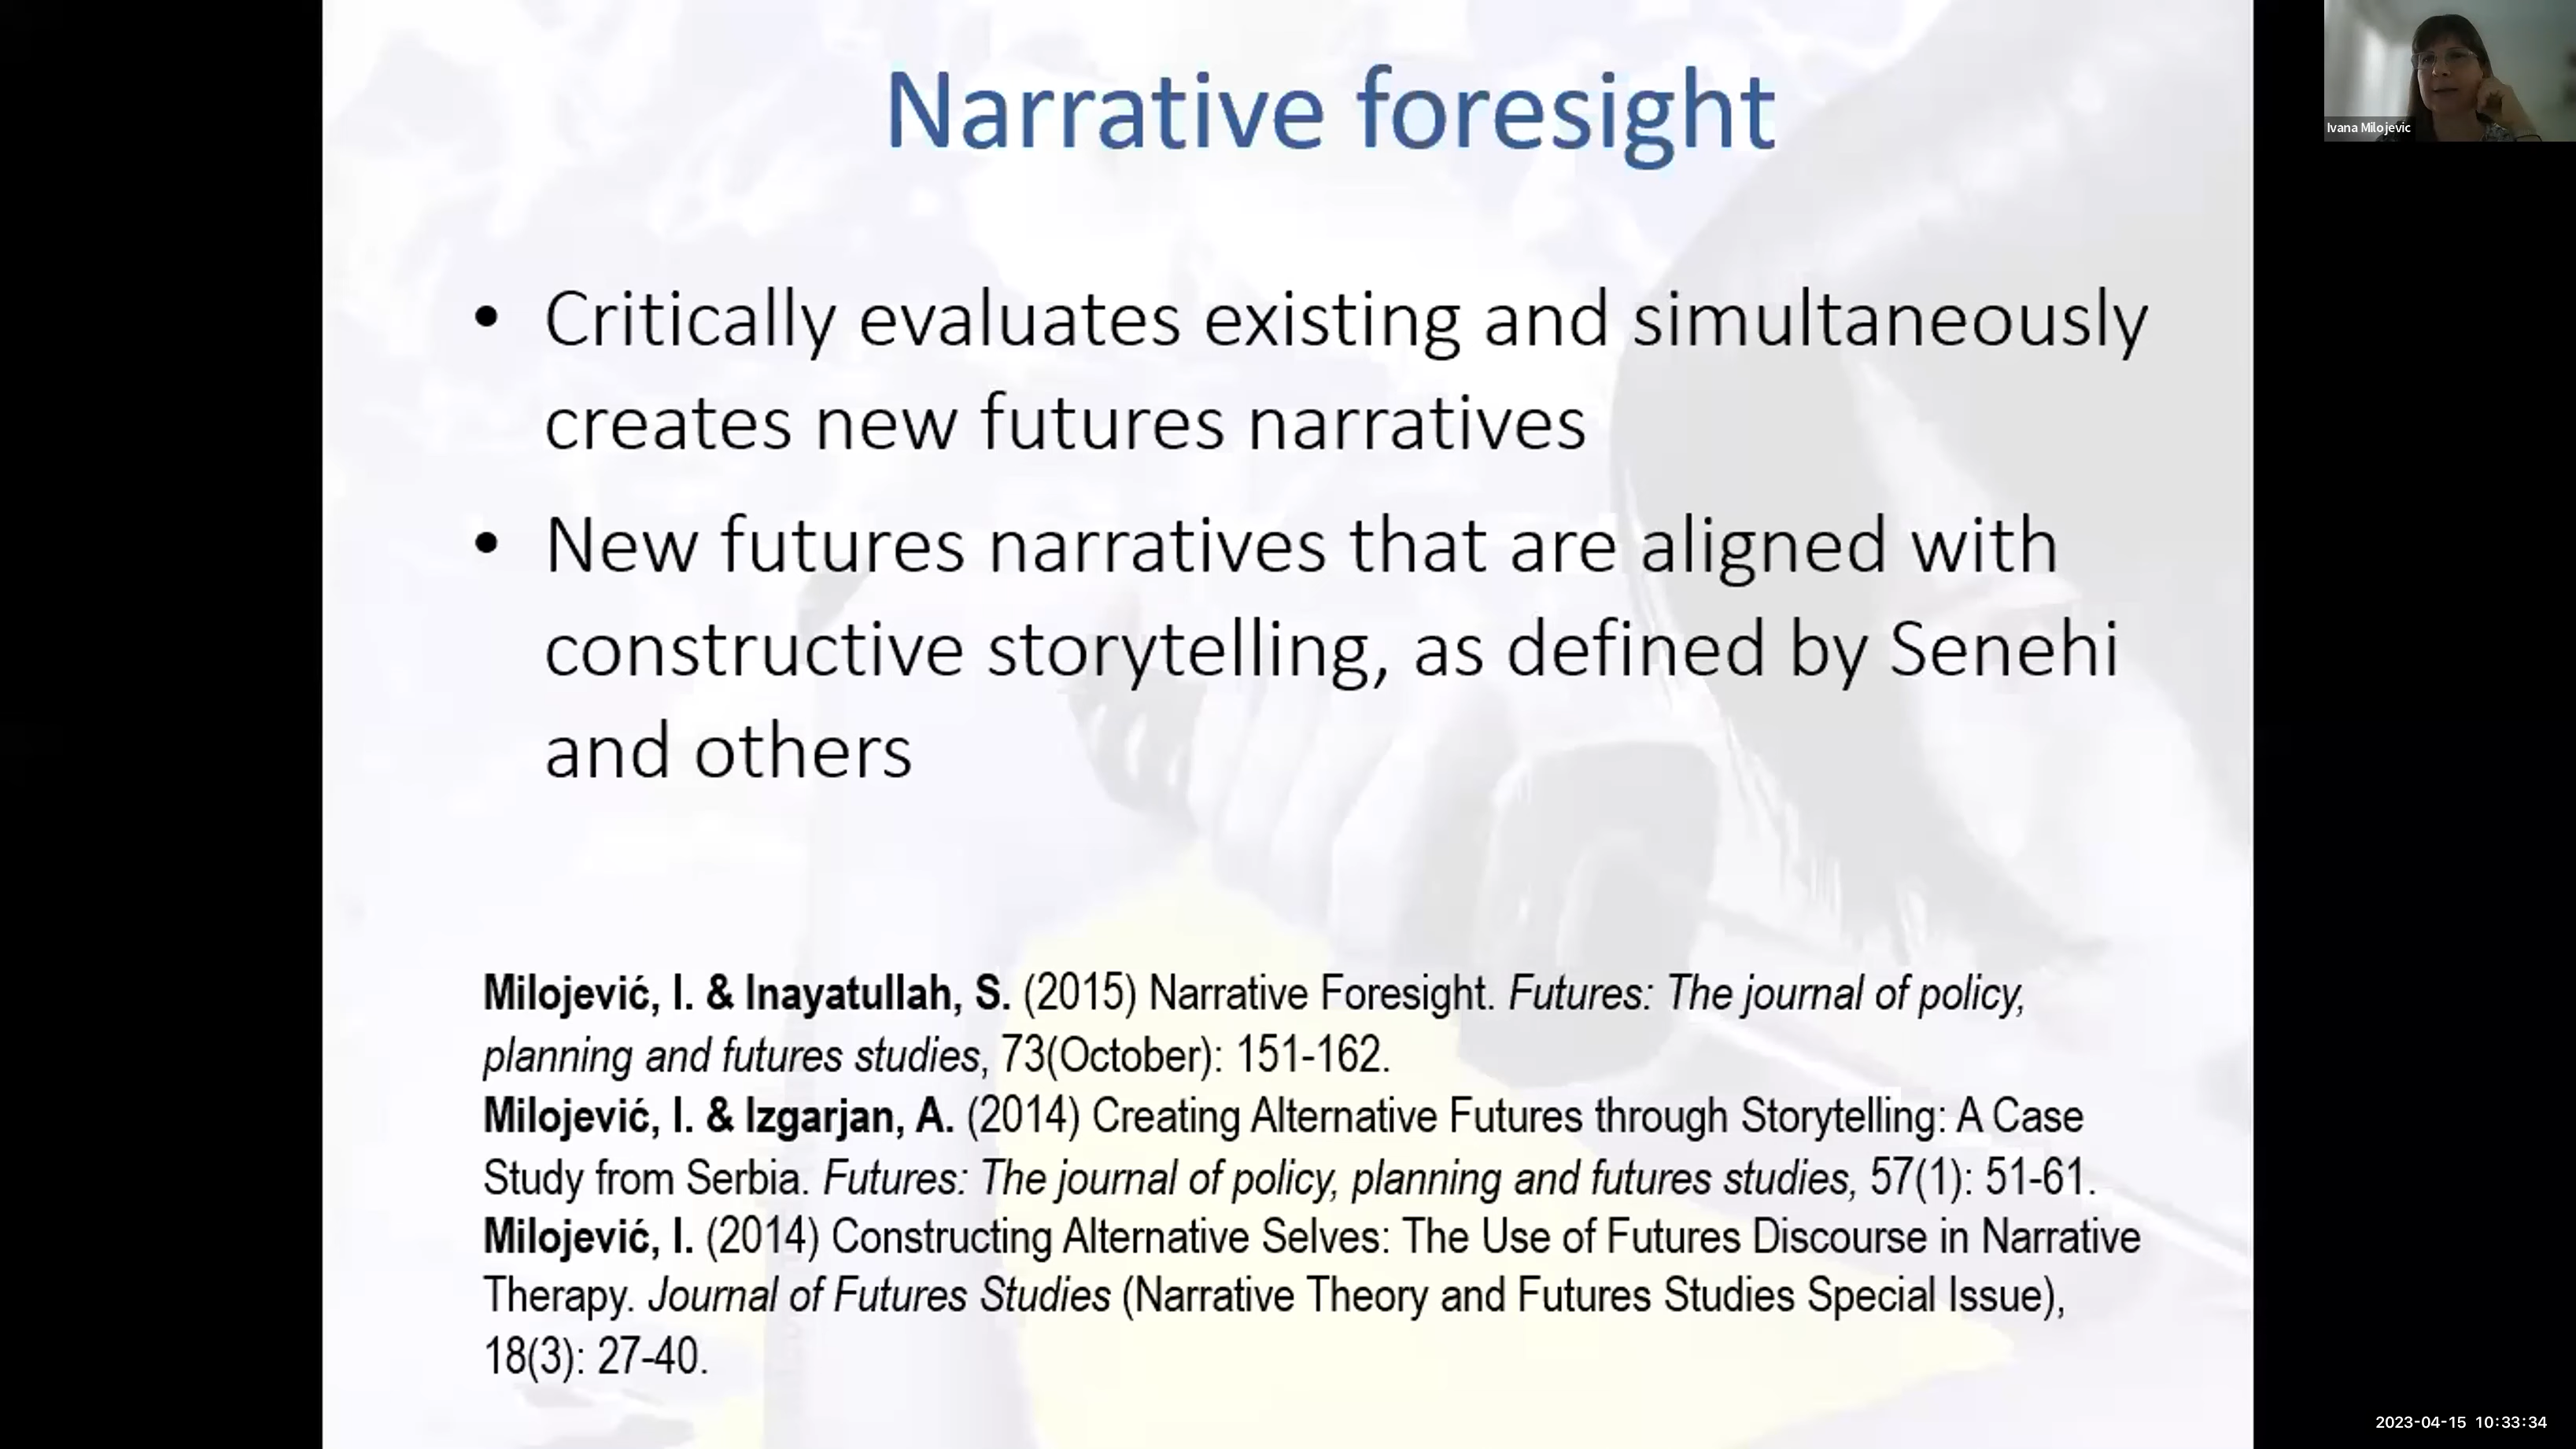 Narrative foresight
• Critically evaluates existing and simultaneously
creates new futures narratives
• New futures narratives that are aligned with
constructive storytelling, as defined by Senehi
and others
Milojević, I. & Inayatullah, S. (2015) Narrative Foresight. Futures: The journal of policy,
planning and futures studies, 73(October): 151-162.
Milojević, I. & Izgarjan, A. (2014) Creating Alternative Futures through Storytelling: A Case
Study from Serbia. Futures: The journal of policy, planning and futures studies, 57(1): 51-61.
Milojević, I. (2014) Constructing Alternative Selves: The Use of Futures Discourse in Narrative
Therapy. Journal of Futures Studies (Narrative Theory and Futures Studies Special Issue),
18(3): 27-40.
Ivana Milojevic
2023-04-15 10:33:34